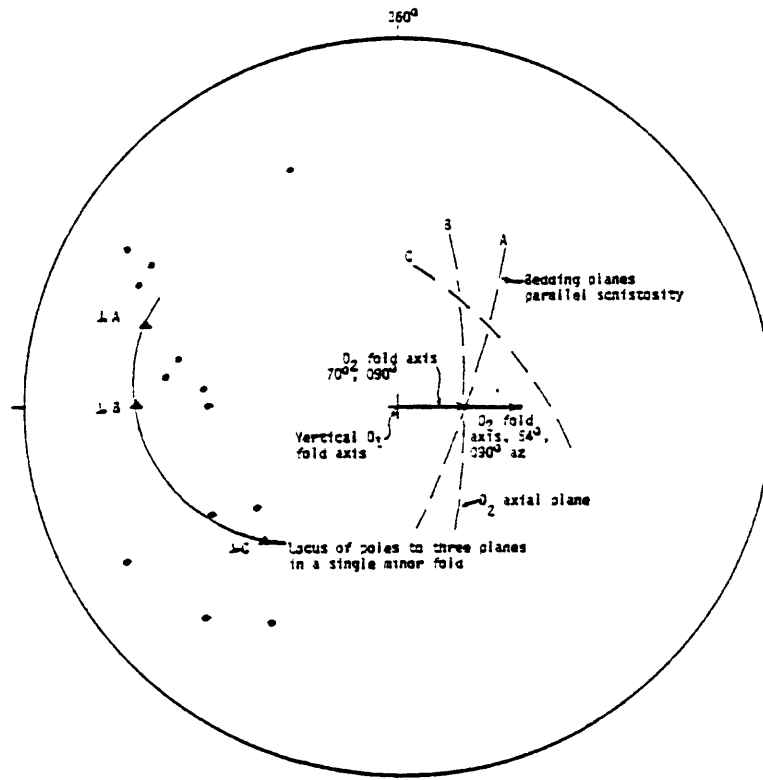 360°
B
A
C
Bedding planes
parallel schistosity
⊥ A
D₂ fold axis
70°, 090°
⊥ B
Vertical D₁
fold axis
D₂ fold
axis, 54°,
090° az
D₂ axial plane
⊥ C
Locus of poles to three planes
in a single minor fold